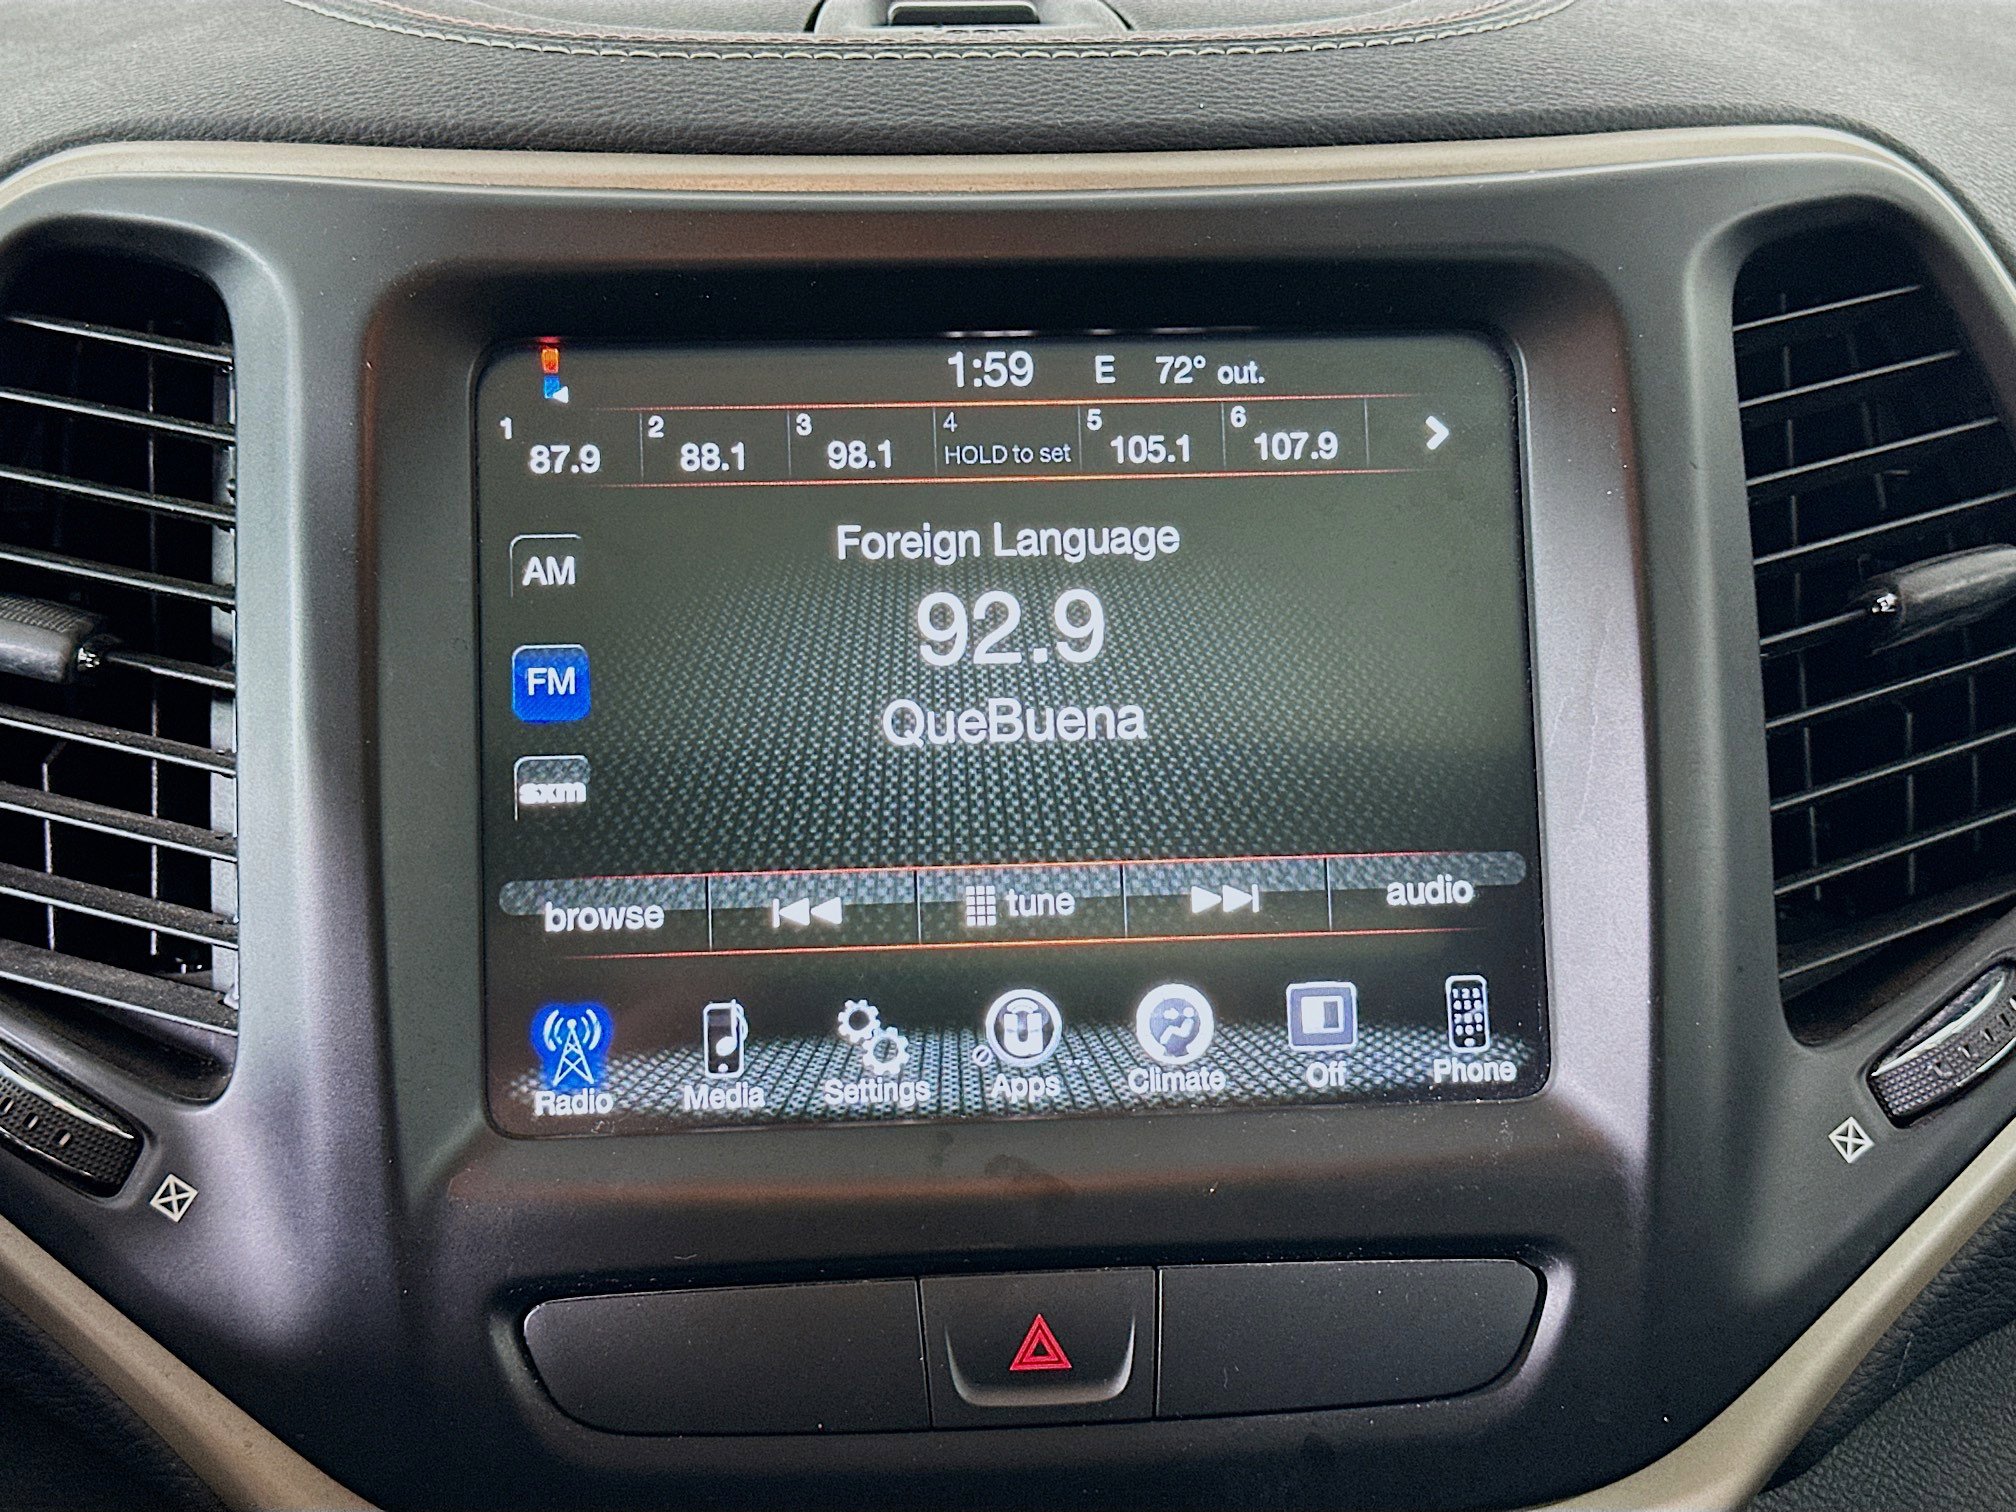 1:59 E 72° out.
1 87.9 2 88.1 3 98.1 4 HOLD to set 5 105.1 6 107.9
Foreign Language
AM
92.9
FM
QueBuena
sxm
browse tune audio
Radio Media Settings Apps Climate Off Phone